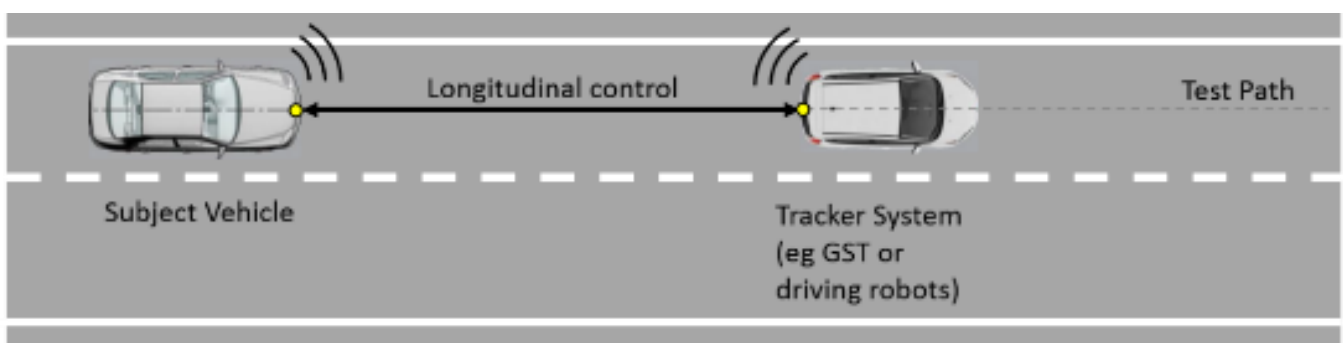 Longitudinal control
Test Path
Subject Vehicle
Tracker System
(eg GST or
driving robots)